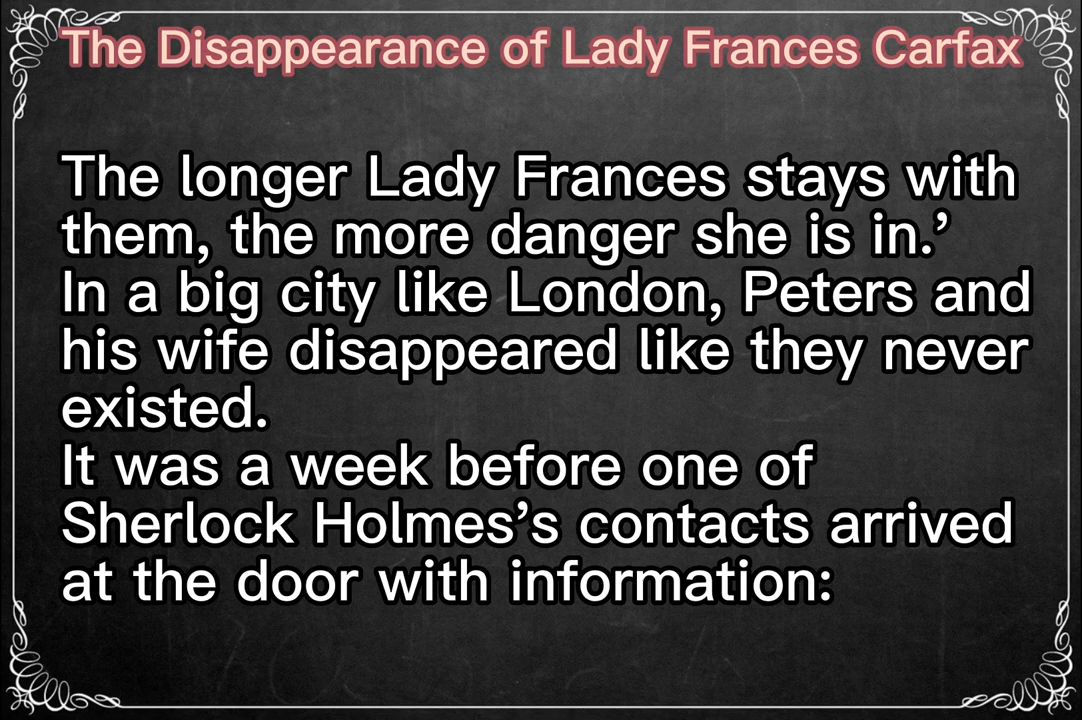 The Disappearance of Lady Frances Carfax
The longer Lady Frances stays with
them, the more danger she is in.’
In a big city like London, Peters and
his wife disappeared like they never
existed.
It was a week before one of
Sherlock Holmes’s contacts arrived
at the door with information: